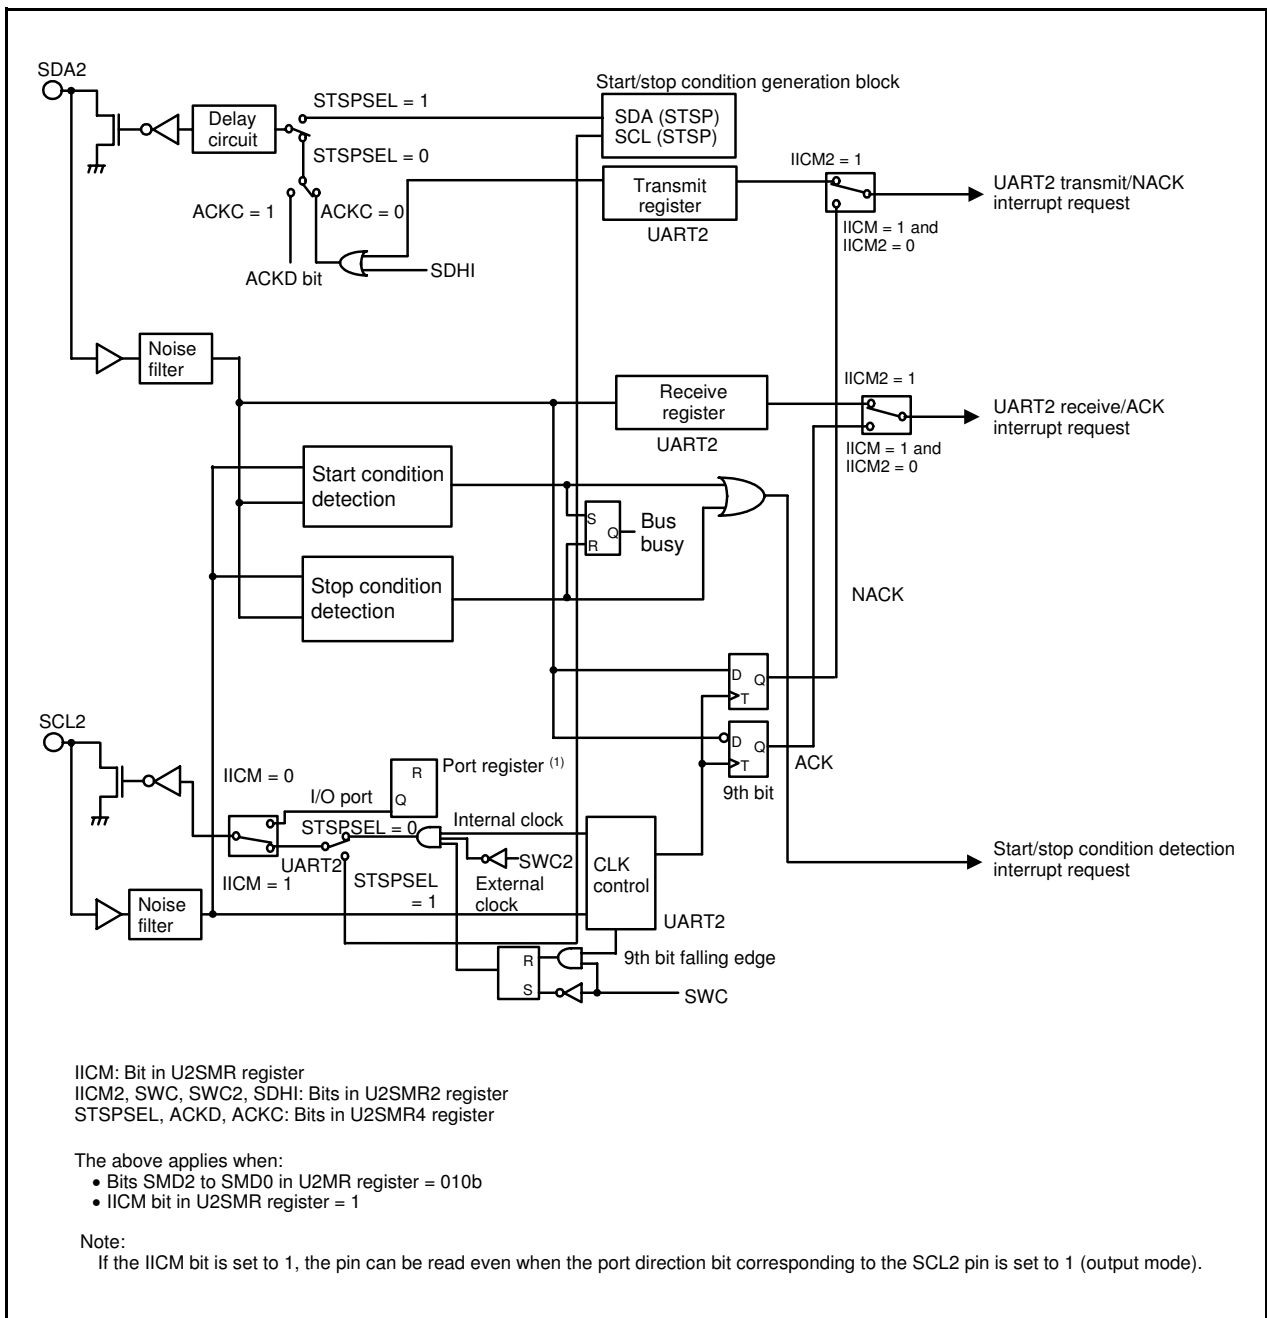 SDA2
Start/stop condition generation block
STSPSEL = 1
Delay
circuit
SDA (STSP)
SCL (STSP)
STSPSEL = 0
IICM2 = 1
Transmit
register
UART2
UART2 transmit/NACK
interrupt request
ACKC = 1
ACKC = 0
IICM = 1 and
IICM2 = 0
ACKD bit
SDHI
Noise
filter
IICM2 = 1
Receive
register
UART2
UART2 receive/ACK
interrupt request
IICM = 1 and
IICM2 = 0
Start condition
detection
S
R
Q
Bus
busy
Stop condition
detection
NACK
D
Q
T
SCL2
D
Q
T
ACK
9th bit
IICM = 0
R
Q
Port register (1)
I/O port
STSPSEL = 0
Internal clock
UART2
SWC2
CLK
control
Start/stop condition detection
interrupt request
IICM = 1
STSPSEL
= 1
External
clock
Noise
filter
UART2
R
S
9th bit falling edge
SWC
IICM: Bit in U2SMR register
IICM2, SWC, SWC2, SDHI: Bits in U2SMR2 register
STSPSEL, ACKD, ACKC: Bits in U2SMR4 register
The above applies when:
• Bits SMD2 to SMD0 in U2MR register = 010b
• IICM bit in U2SMR register = 1
Note:
If the IICM bit is set to 1, the pin can be read even when the port direction bit corresponding to the SCL2 pin is set to 1 (output mode).